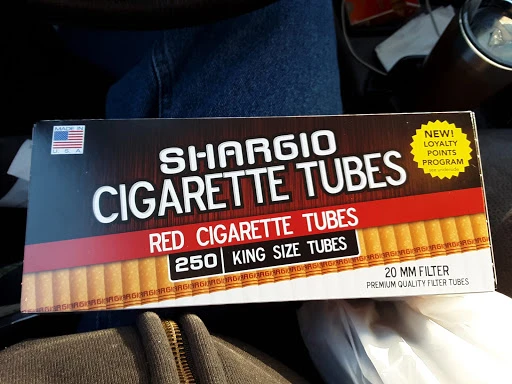 MADE IN
U.S.A.
SHARGIO
CIGARETTE TUBES
NEW!
LOYALTY
POINTS
PROGRAM
RED CIGARETTE TUBES
250 KING SIZE TUBES
20 MM FILTER
PREMIUM QUALITY FILTER TUBES